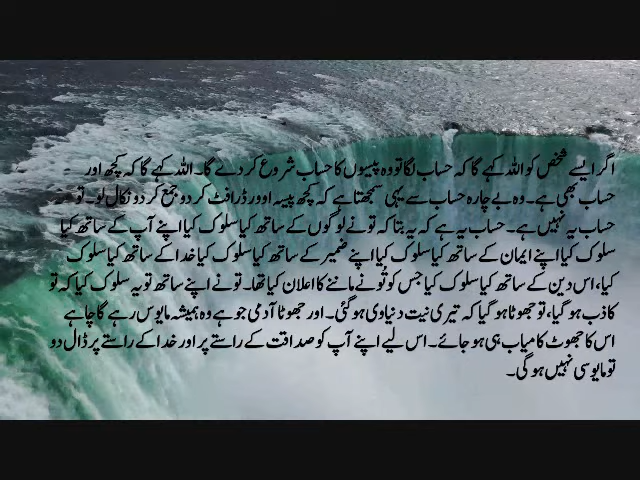 اگر ایسے شخص کو اللہ کہے گا کہ حساب لگا تو وہ پیسوں کا حساب شروع کر دے گا۔ اللہ کہے گا کہ کچھ اور
حساب بھی ہے۔ وہ بے چارہ حساب سے یہی سمجھتا ہے کہ کچھ پیسہ اوورڈرافٹ کر دو جمع کر دو نکال لو۔ تو
حساب یہ نہیں ہے۔ حساب یہ ہے کہ یہ بتا کہ تونے لوگوں کے ساتھ کیا سلوک کیا اپنے آپ کے ساتھ کیا
سلوک کیا اپنے ایمان کے ساتھ کیا سلوک کیا اپنے ضمیر کے ساتھ کیا سلوک کیا خدا کے ساتھ کیا سلوک
کیا، اس دین کے ساتھ کیا سلوک کیا جس کو تُو نے ماننے کا اعلان کیا تھا۔ تو نے اپنے ساتھ تو یہ سلوک کیا کہ تو
کاذب ہو گیا، تو جھوٹا ہو گیا کہ تیری نیت دنیاوی ہو گئی۔ اور جھوٹا آدمی جو ہے وہ ہمیشہ مایوس رہے گا چاہے
اس کا جھوٹ کامیاب ہی ہو جائے۔ اس لیے اپنے آپ کو صداقت کے راستے پر اور خدا کے راستے پر ڈال دو
تو مایوسی نہیں ہو گی۔